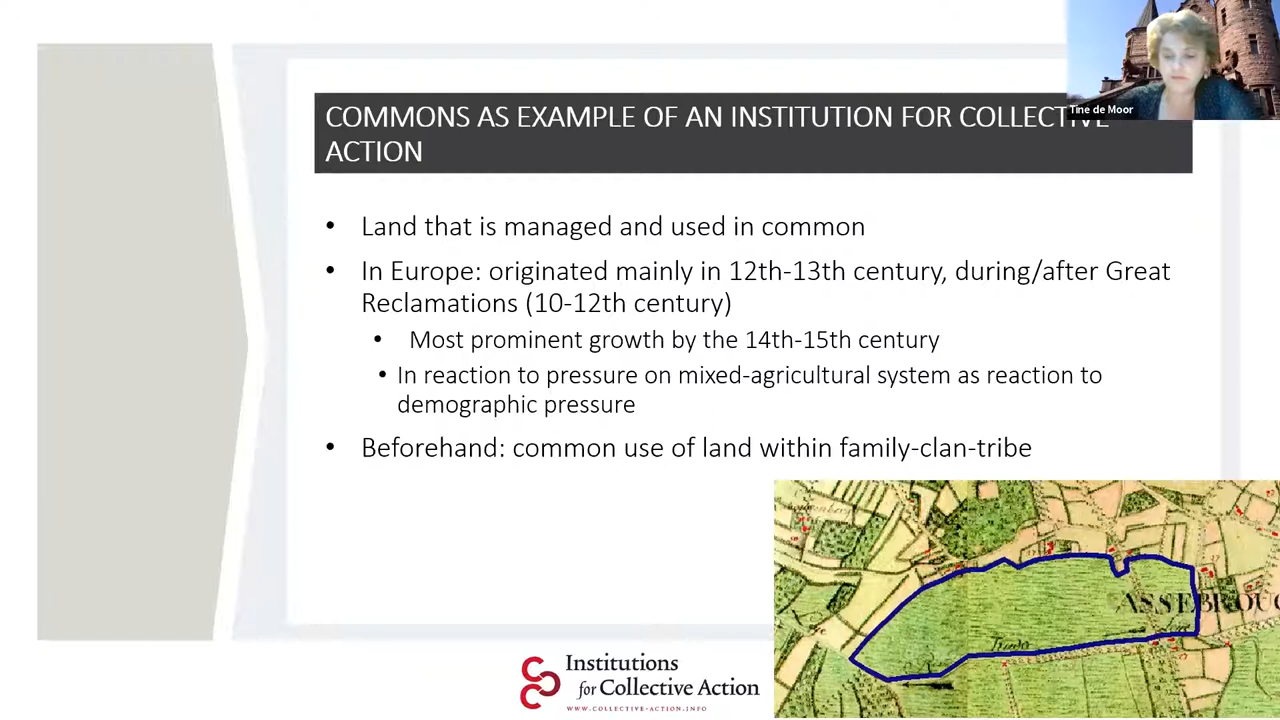 Tine de Moor
COMMONS AS EXAMPLE OF AN INSTITUTION FOR COLLECTIVE
ACTION
• Land that is managed and used in common
• In Europe: originated mainly in 12th-13th century, during/after Great
Reclamations (10-12th century)
• Most prominent growth by the 14th-15th century
• In reaction to pressure on mixed-agricultural system as reaction to
demographic pressure
• Beforehand: common use of land within family-clan-tribe
ASSEBROUC
Institutions
for Collective Action
WWW.COLLECTIVE-ACTION.INFO